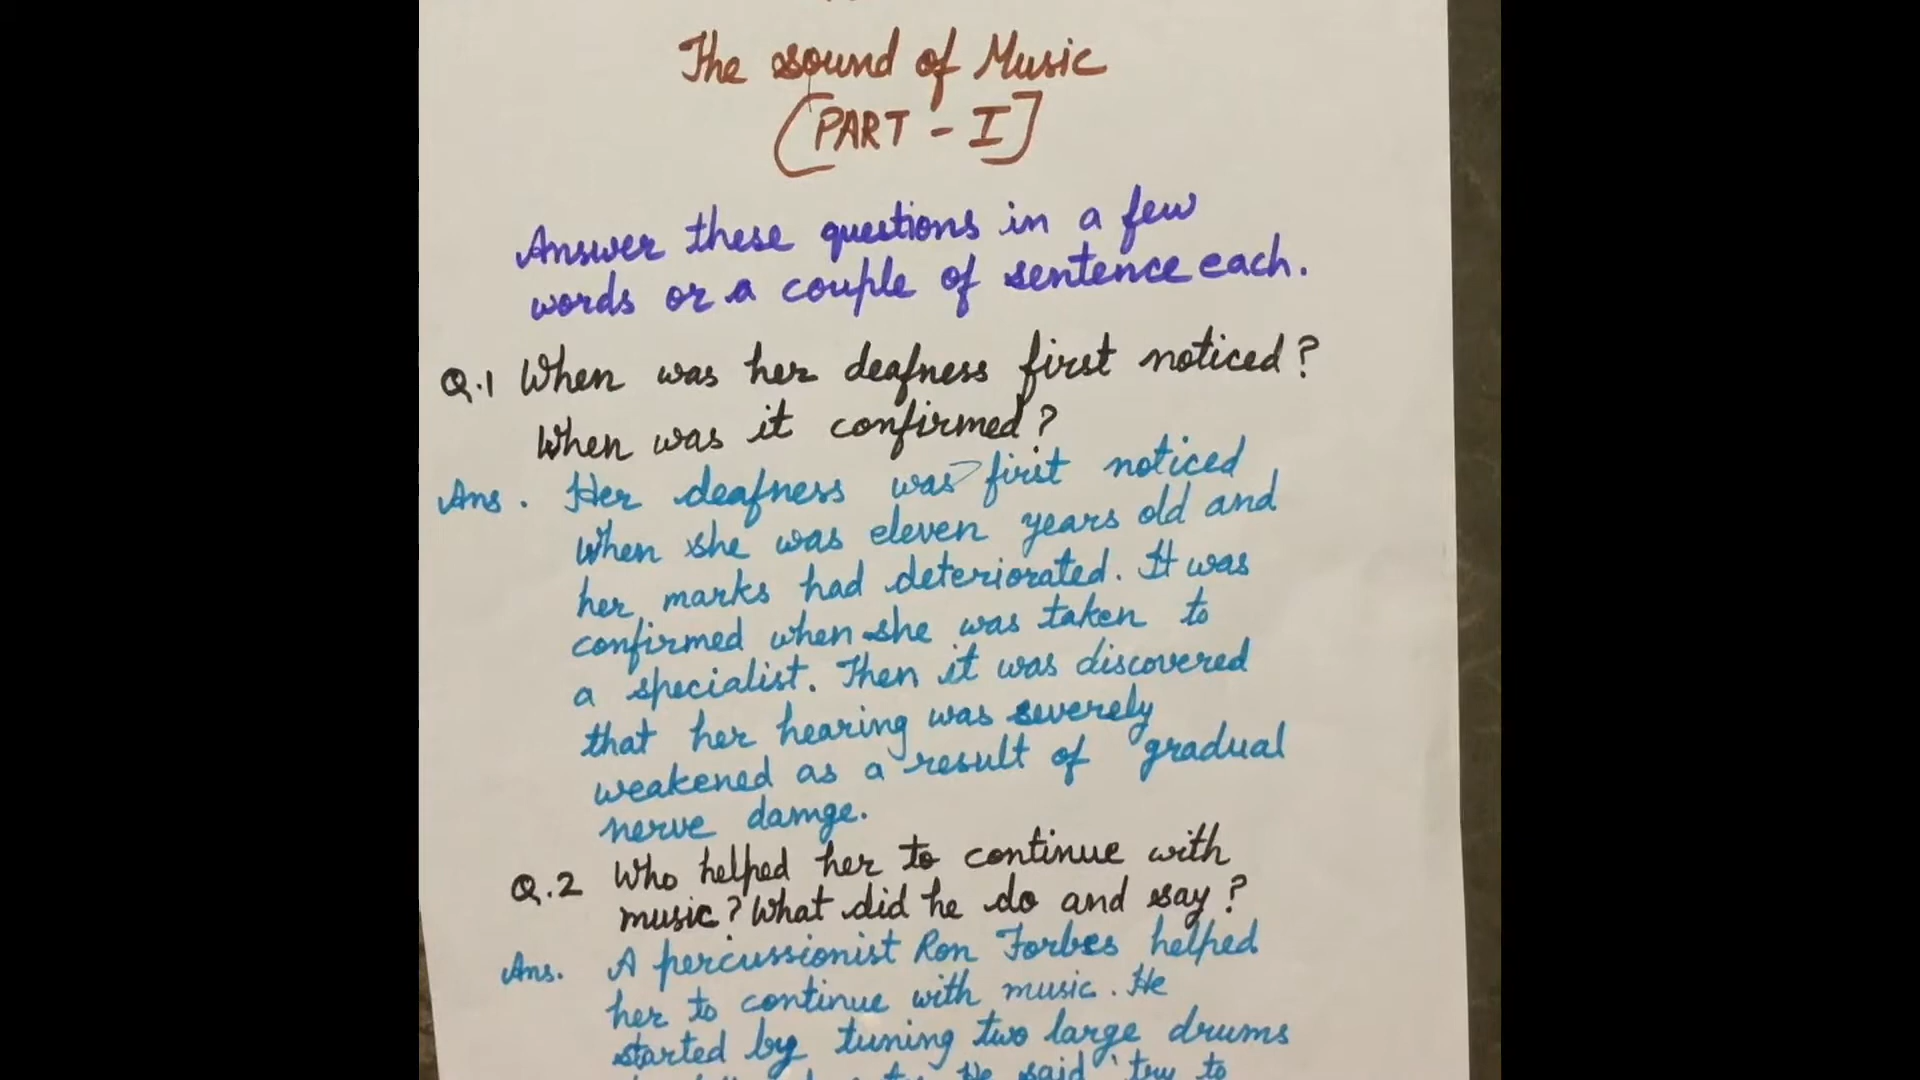 The sound of Music
(PART - I]
Answer these questions in a few
words or a couple of sentence each.
Q.1 When was her deafness first noticed?
When was it confirmed?
Ans. Her deafness was first noticed
when she was eleven years old and
her marks had deteriorated. It was
confirmed when she was taken to
a specialist. Then it was discovered
that her hearing was severely
weakened as a result of gradual
nerve damge.
Q.2 Who helped her to continue with
music? What did he do and say?
Ans. A percussionist Ron Forbes helped
her to continue with music. He
started by tuning two large drums
He said 'try to